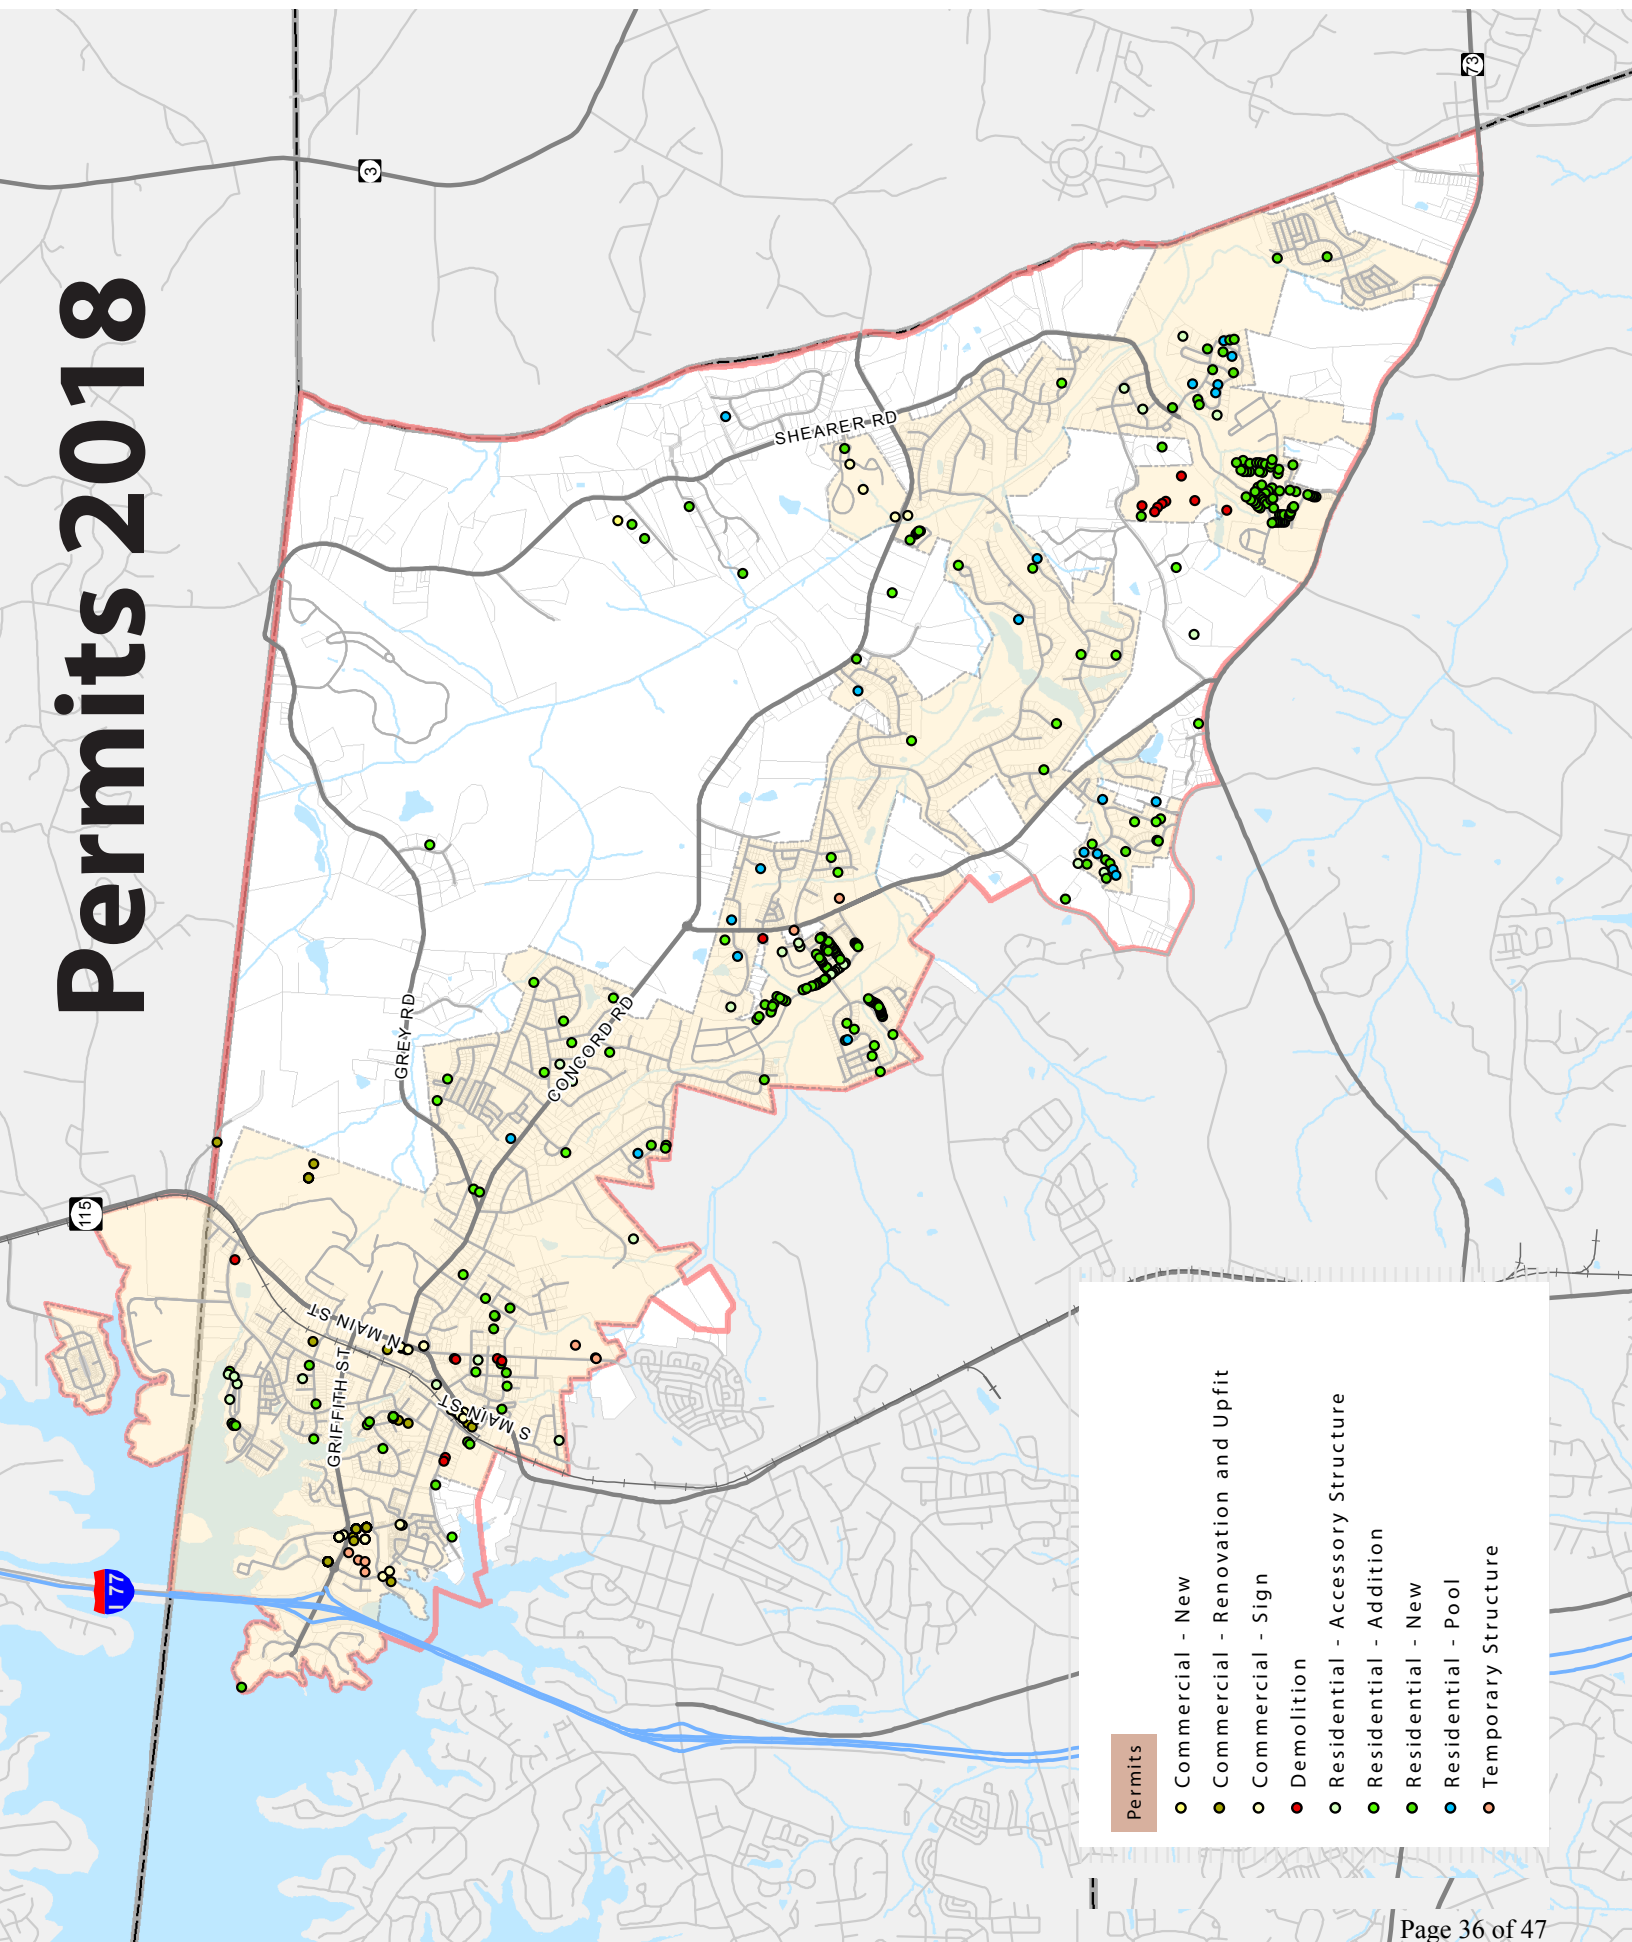 Permits 2018
3
73
115
I 77
SHEARER RD
GREY RD
CONCORD RD
N MAIN ST
GRIFFITH ST
S MAIN ST
Permits
Commercial - New
Commercial - Renovation and Upfit
Commercial - Sign
Demolition
Residential - Accessory Structure
Residential - Addition
Residential - New
Residential - Pool
Temporary Structure
Page 36 of 47